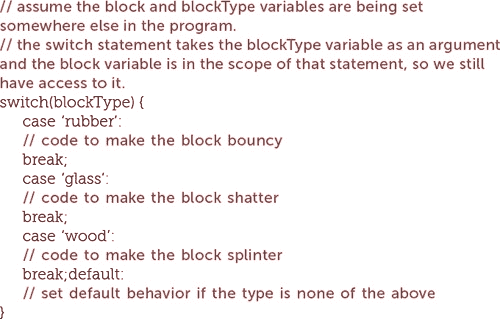 // assume the block and blockType variables are being set
somewhere else in the program.
// the switch statement takes the blockType variable as an argument
and the block variable is in the scope of that statement, so we still
have access to it.
switch(blockType) {
case ‘rubber’:
// code to make the block bouncy
break;
case ‘glass’:
// code to make the block shatter
break;
case ‘wood’:
// code to make the block splinter
break;default:
// set default behavior if the type is none of the above
}